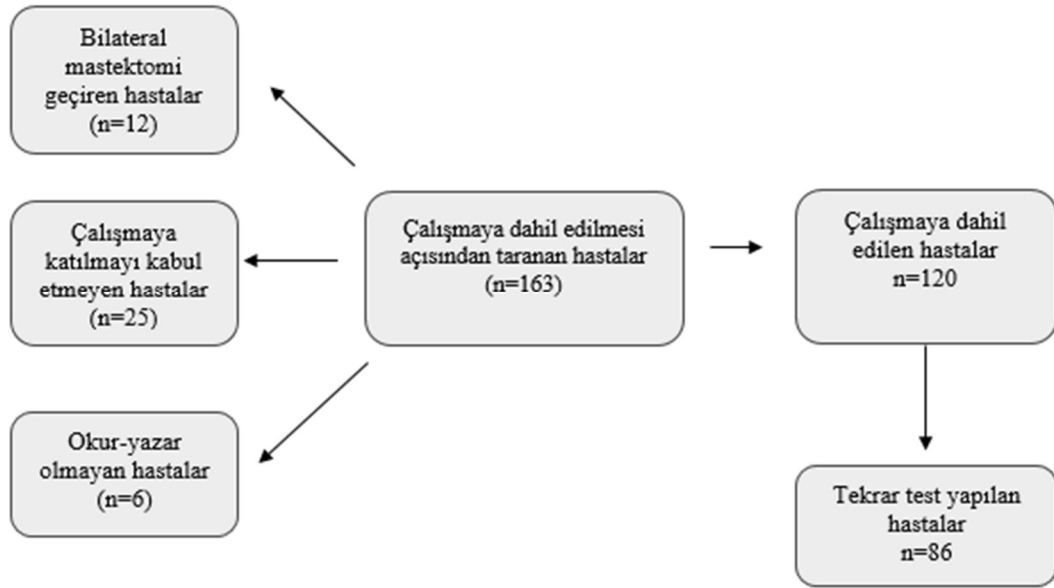 Bilateral
mastektomi
geçiren hastalar
(n=12)
Çalışmaya
katılmayı kabul
etmeyen hastalar
(n=25)
Okur-yazar
olmayan hastalar
(n=6)
Çalışmaya dahil edilmesi
açısından taranan hastalar
(n=163)
Çalışmaya dahil
edilen hastalar
n=120
Tekrar test yapılan
hastalar
n=86